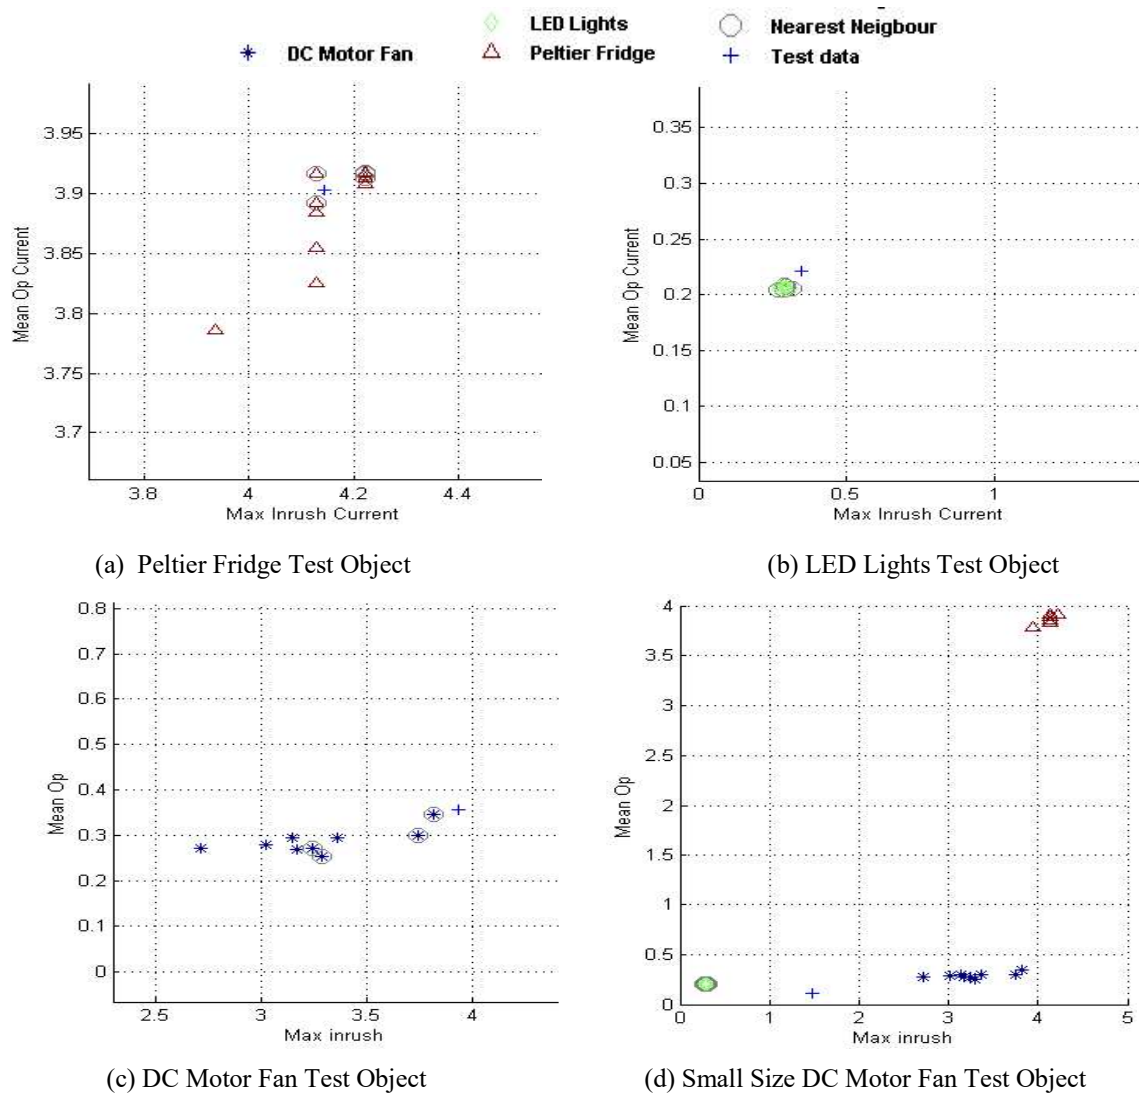 LED Lights
Nearest Neigbour
DC Motor Fan
Peltier Fridge
Test data
3.95
3.9
3.85
3.8
3.75
3.7
Mean Op Current
3.8
4
4.2
4.4
Max Inrush Current
0.35
0.3
0.25
0.2
0.15
0.1
0.05
Mean Op Current
0
0.5
1
Max Inrush Current
(a) Peltier Fridge Test Object
(b) LED Lights Test Object
0.8
0.7
0.6
0.5
0.4
0.3
0.2
0.1
0
Mean Op
2.5
3
3.5
4
Max inrush
4
3.5
3
2.5
2
1.5
1
0.5
0
Mean Op
0
1
2
3
4
5
Max inrush
(c) DC Motor Fan Test Object
(d) Small Size DC Motor Fan Test Object